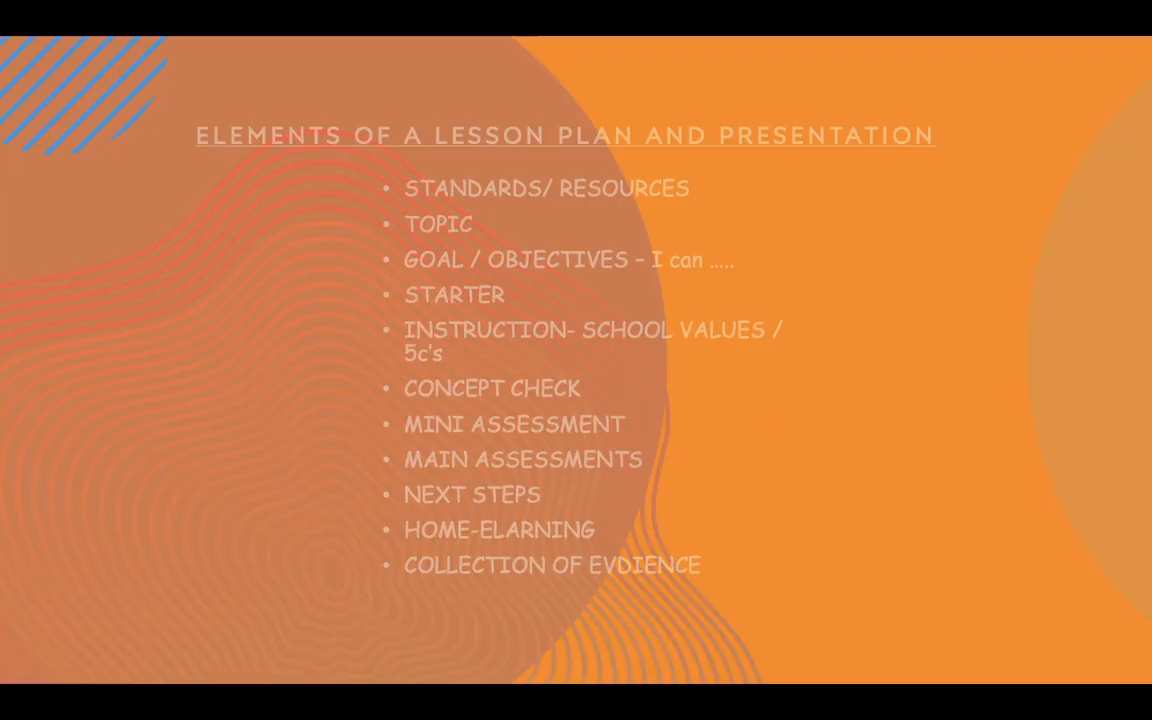 ELEMENTS OF A LESSON PLAN AND PRESENTATION
• STANDARDS/ RESOURCES
• TOPIC
• GOAL / OBJECTIVES – I can .....
• STARTER
• INSTRUCTION- SCHOOL VALUES /
5c's
• CONCEPT CHECK
• MINI ASSESSMENT
• MAIN ASSESSMENTS
• NEXT STEPS
• HOME-ELARNING
• COLLECTION OF EVDIENCE